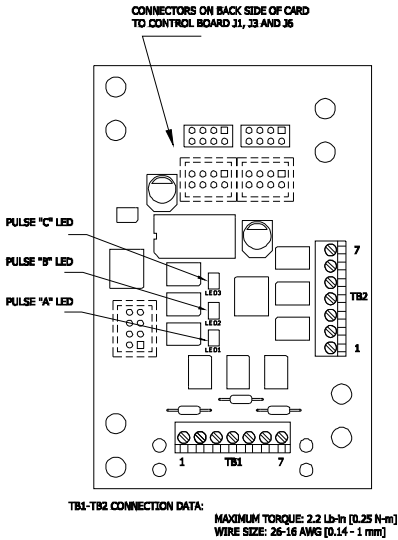 CONNECTORS ON BACK SIDE OF CARD
TO CONTROL BOARD J1, J3 AND J6
PULSE "C" LED
PULSE "B" LED
PULSE "A" LED
LED3
LED2
LED1
7
TB2
1
1 TB1 7
TB1-TB2 CONNECTION DATA:
MAXIMUM TORQUE: 2.2 Lb-in [0.25 N-m]
WIRE SIZE: 26-16 AWG [0.14 - 1 mm]